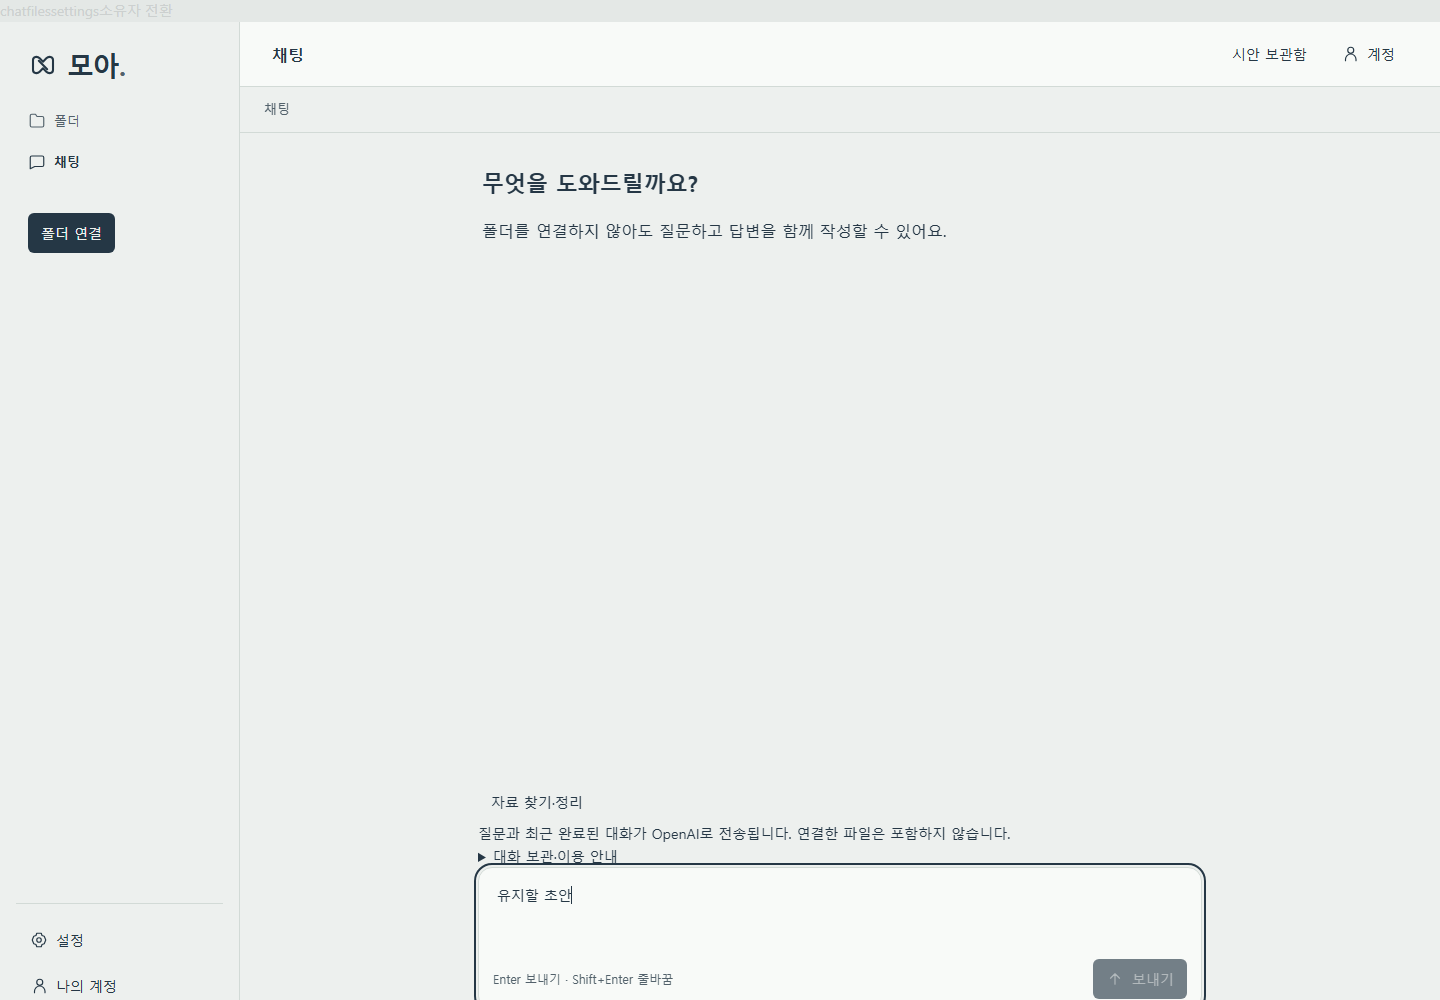 chatfilessettings소유자 전환
모아.
폴더
채팅
폴더 연결
설정
나의 계정
채팅
시안 보관함
계정
채팅
무엇을 도와드릴까요?
폴더를 연결하지 않아도 질문하고 답변을 함께 작성할 수 있어요.
자료 찾기·정리
질문과 최근 완료된 대화가 OpenAI로 전송됩니다. 연결한 파일은 포함하지 않습니다.
▶ 대화 보관·이용 안내
유지할 초안
Enter 보내기 · Shift+Enter 줄바꿈
보내기